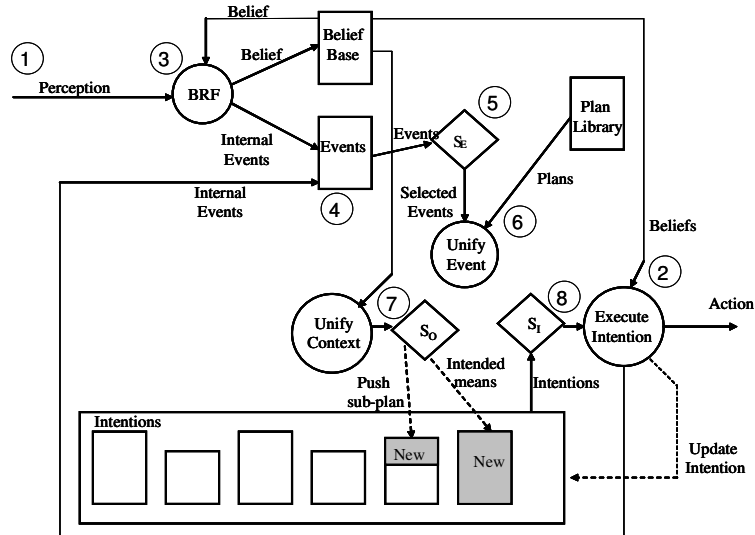 1
Perception
3
BRF
Belief
Belief
Belief
Base
Internal
Events
Events
Internal
Events
4
Events
5
SE
Selected
Events
6
Plan
Library
Plans
Unify
Event
Beliefs
2
7
Unify
Context
SO
8
SI
Execute
Intention
Action
Push
sub-plan
Intended
means
Intentions
Intentions
New
New
Update
Intention